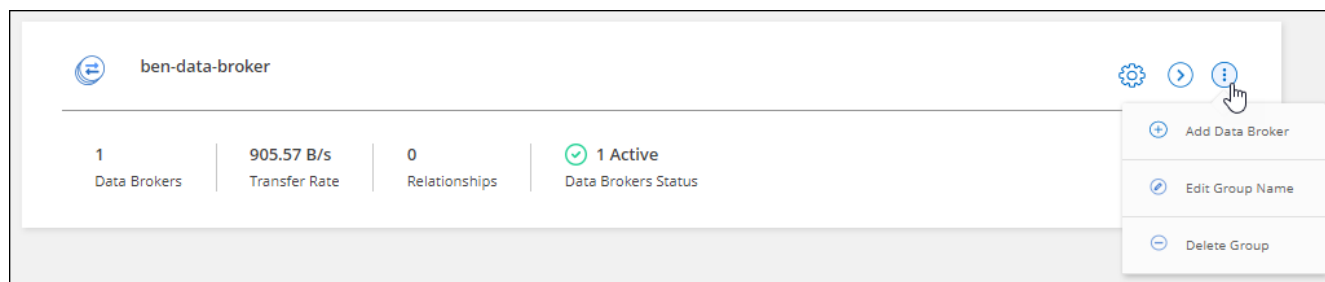 ben-data-broker
1
Data Brokers
905.57 B/s
Transfer Rate
0
Relationships
1 Active
Data Brokers Status
Add Data Broker
Edit Group Name
Delete Group